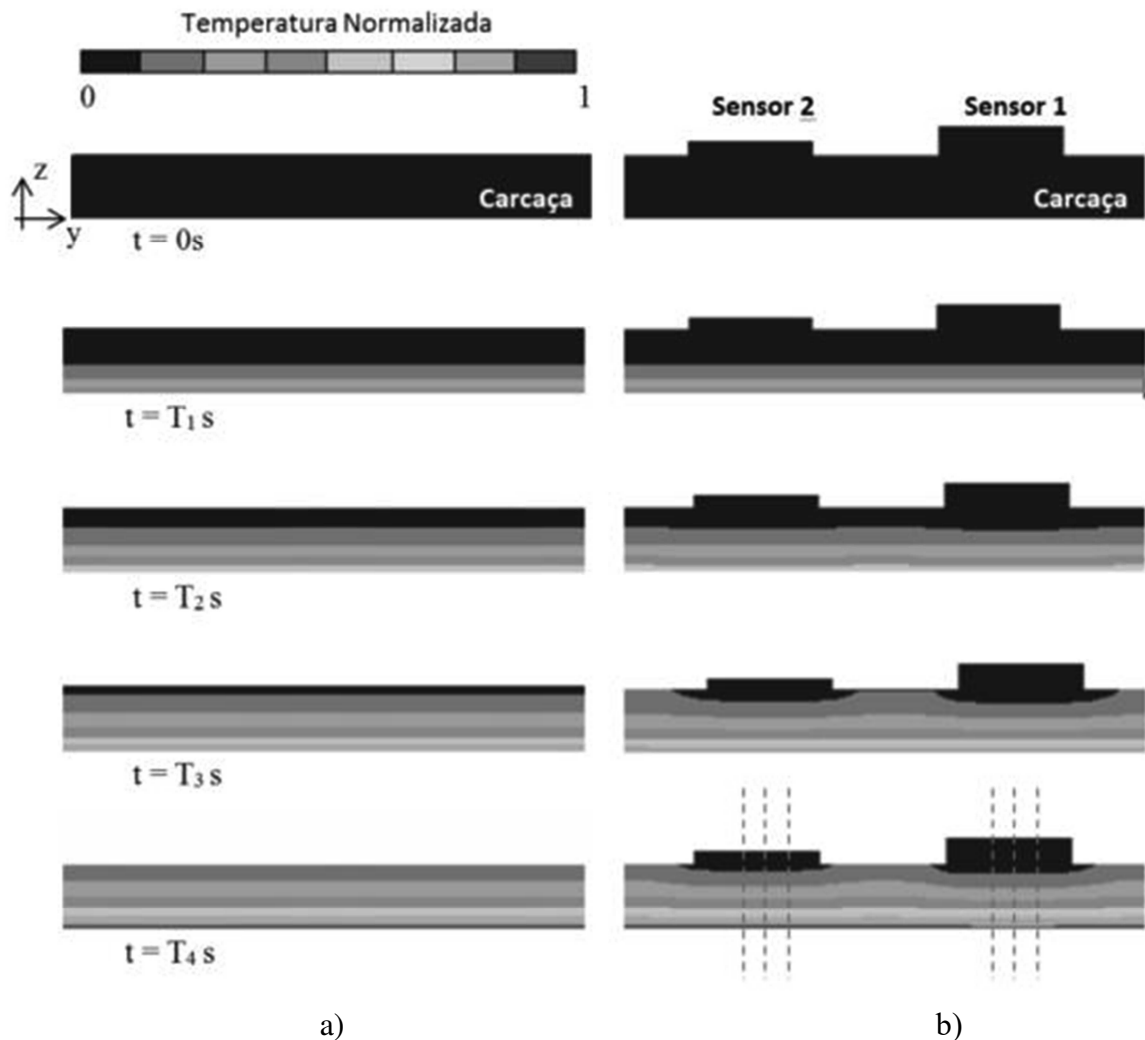 Temperatura Normalizada
0 1
Sensor 2 Sensor 1
z
Carcaça Carcaça
y
t = 0s
t = T₁ s
t = T₂ s
t = T₃ s
t = T₄ s
a) b)